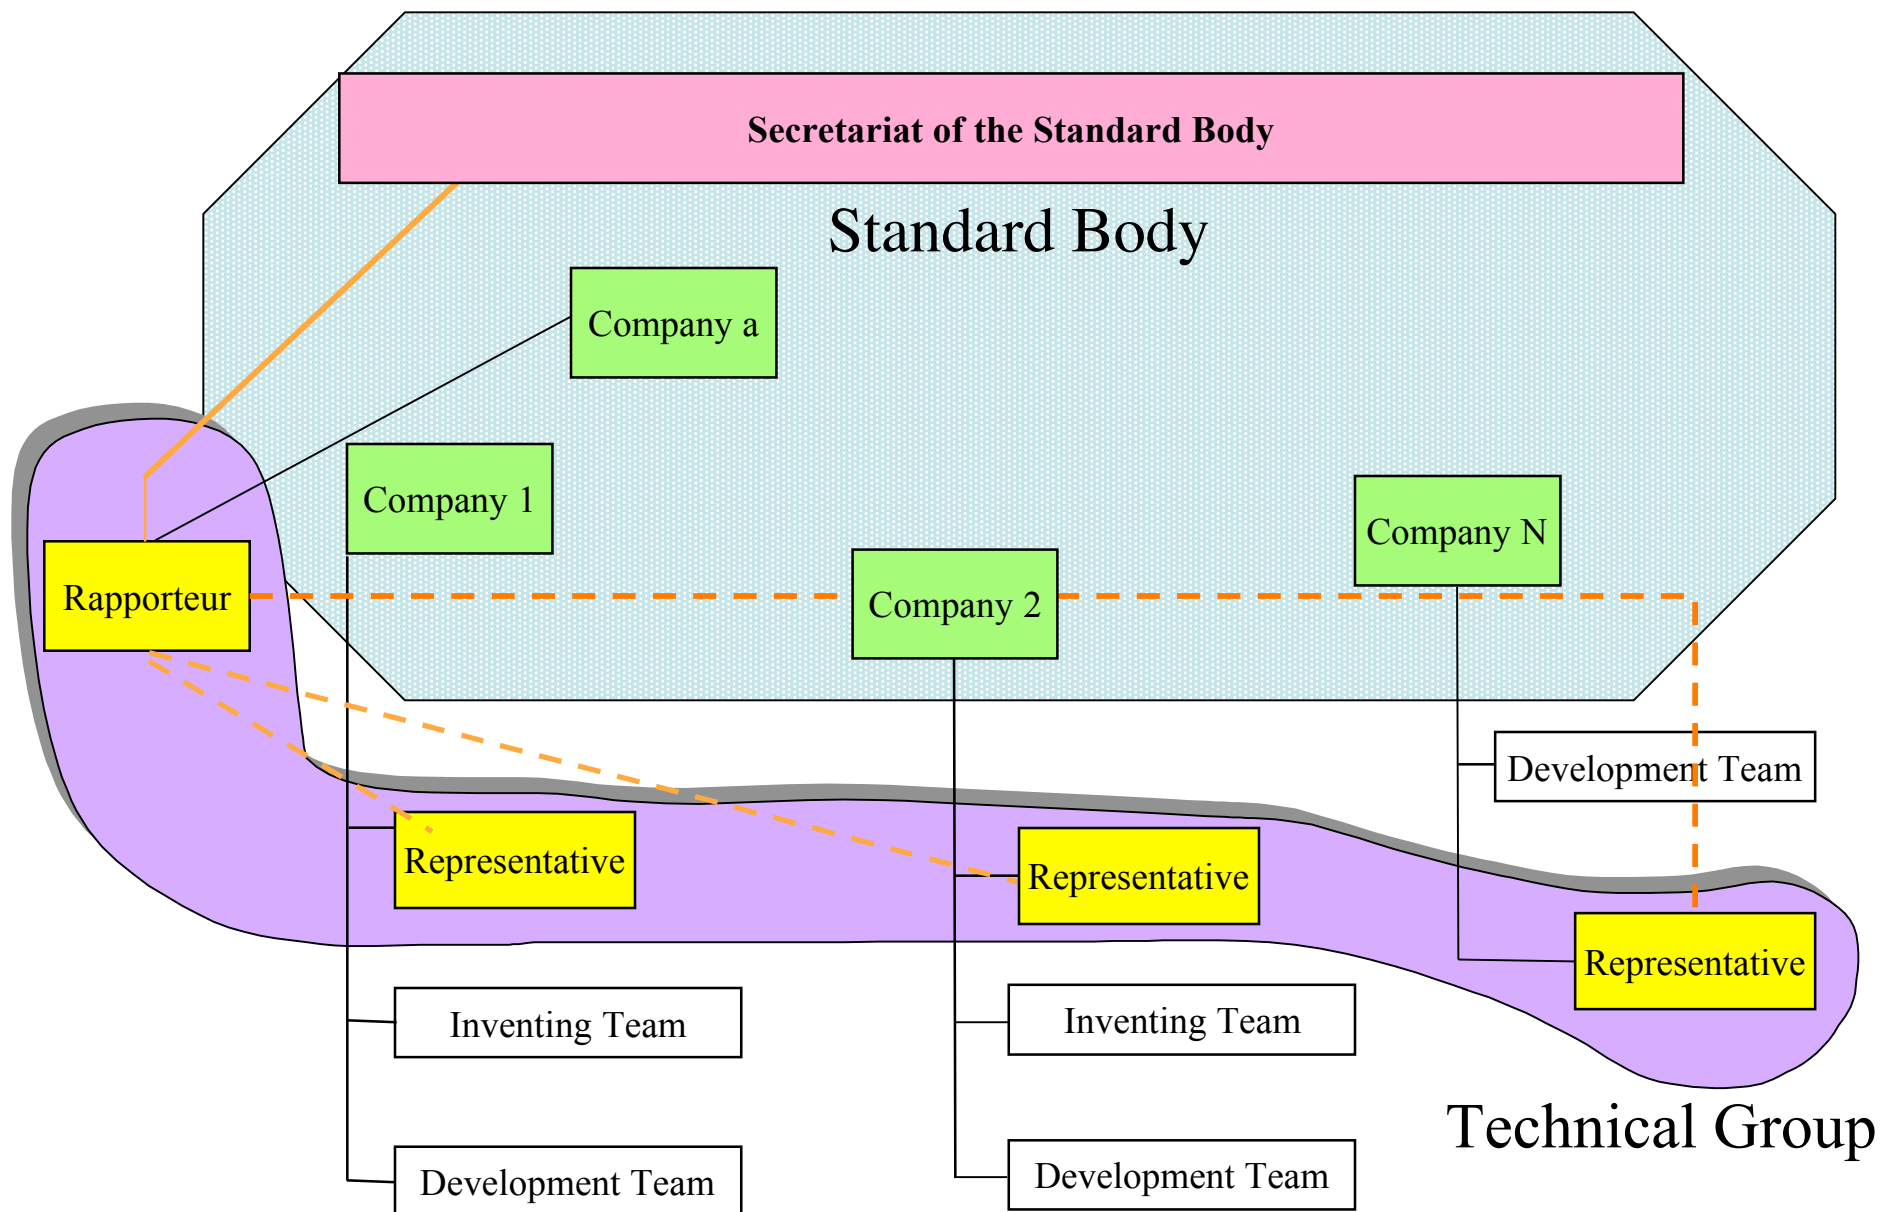 Secretariat of the Standard Body
Standard Body
Company a
Company 1
Company N
Rapporteur
Company 2
Development Team
Representative
Representative
Representative
Inventing Team
Inventing Team
Technical Group
Development Team
Development Team